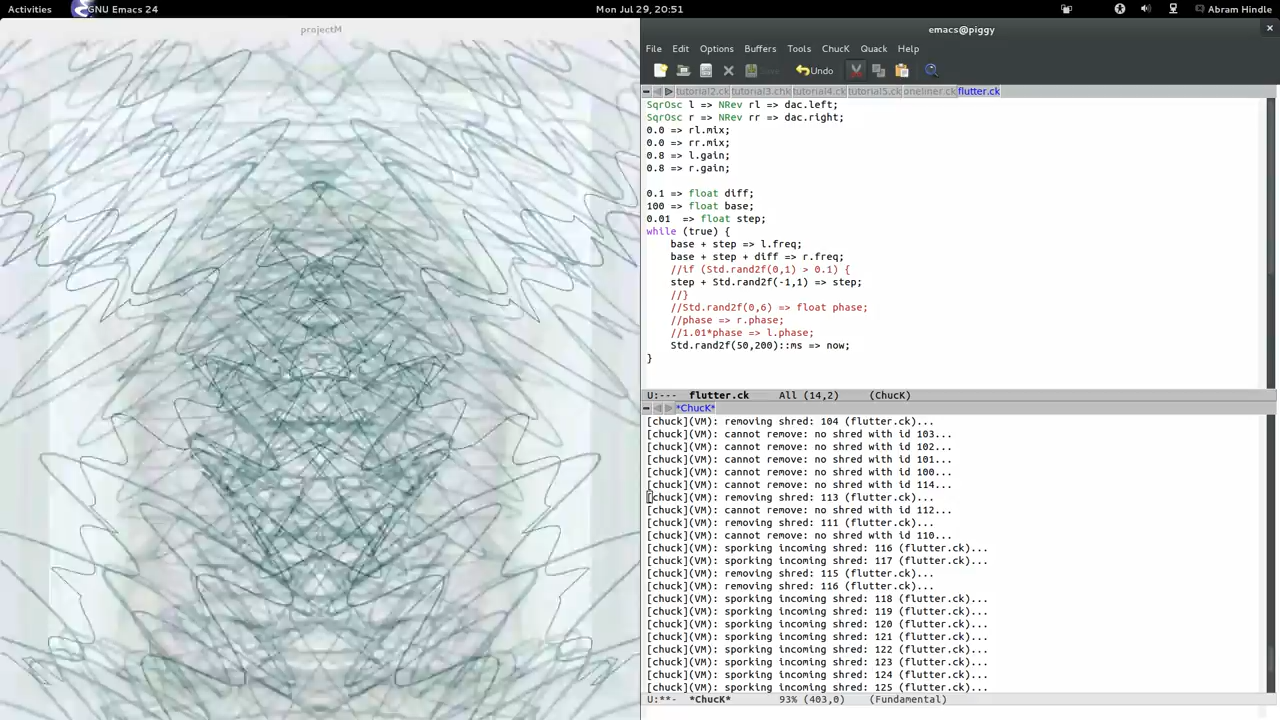 Activities GNU Emacs 24 Mon Jul 29, 20:51 Abram Hindle
projectM
emacs@piggy
File Edit Options Buffers Tools ChucK Quack Help
Save Undo
tutorial2.ck tutorial3.chk tutorial4.ck tutorial5.ck oneliner.ck flutter.ck
SqrOsc l => NRev rl => dac.left;
SqrOsc r => NRev rr => dac.right;
0.0 => rl.mix;
0.0 => rr.mix;
0.8 => l.gain;
0.8 => r.gain;
0.1 => float diff;
100 => float base;
0.01  => float step;
while (true) {
    base + step => l.freq;
    base + step + diff => r.freq;
    //if (Std.rand2f(0,1) > 0.1) {
    step + Std.rand2f(-1,1) => step;
    //}
    //Std.rand2f(0,6) => float phase;
    //phase => r.phase;
    //1.01*phase => l.phase;
    Std.rand2f(50,200)::ms => now;
}
U:--- flutter.ck All (14,2) (ChucK)
*ChucK*
[chuck](VM): removing shred: 104 (flutter.ck)...
[chuck](VM): cannot remove: no shred with id 103...
[chuck](VM): cannot remove: no shred with id 102...
[chuck](VM): cannot remove: no shred with id 101...
[chuck](VM): cannot remove: no shred with id 100...
[chuck](VM): cannot remove: no shred with id 114...
[chuck](VM): removing shred: 113 (flutter.ck)...
[chuck](VM): cannot remove: no shred with id 112...
[chuck](VM): removing shred: 111 (flutter.ck)...
[chuck](VM): cannot remove: no shred with id 110...
[chuck](VM): sporking incoming shred: 116 (flutter.ck)...
[chuck](VM): sporking incoming shred: 117 (flutter.ck)...
[chuck](VM): removing shred: 115 (flutter.ck)...
[chuck](VM): removing shred: 116 (flutter.ck)...
[chuck](VM): sporking incoming shred: 118 (flutter.ck)...
[chuck](VM): sporking incoming shred: 119 (flutter.ck)...
[chuck](VM): sporking incoming shred: 120 (flutter.ck)...
[chuck](VM): sporking incoming shred: 121 (flutter.ck)...
[chuck](VM): sporking incoming shred: 122 (flutter.ck)...
[chuck](VM): sporking incoming shred: 123 (flutter.ck)...
[chuck](VM): sporking incoming shred: 124 (flutter.ck)...
[chuck](VM): sporking incoming shred: 125 (flutter.ck)...
U:**- *ChucK* 93% (403,0) (Fundamental)